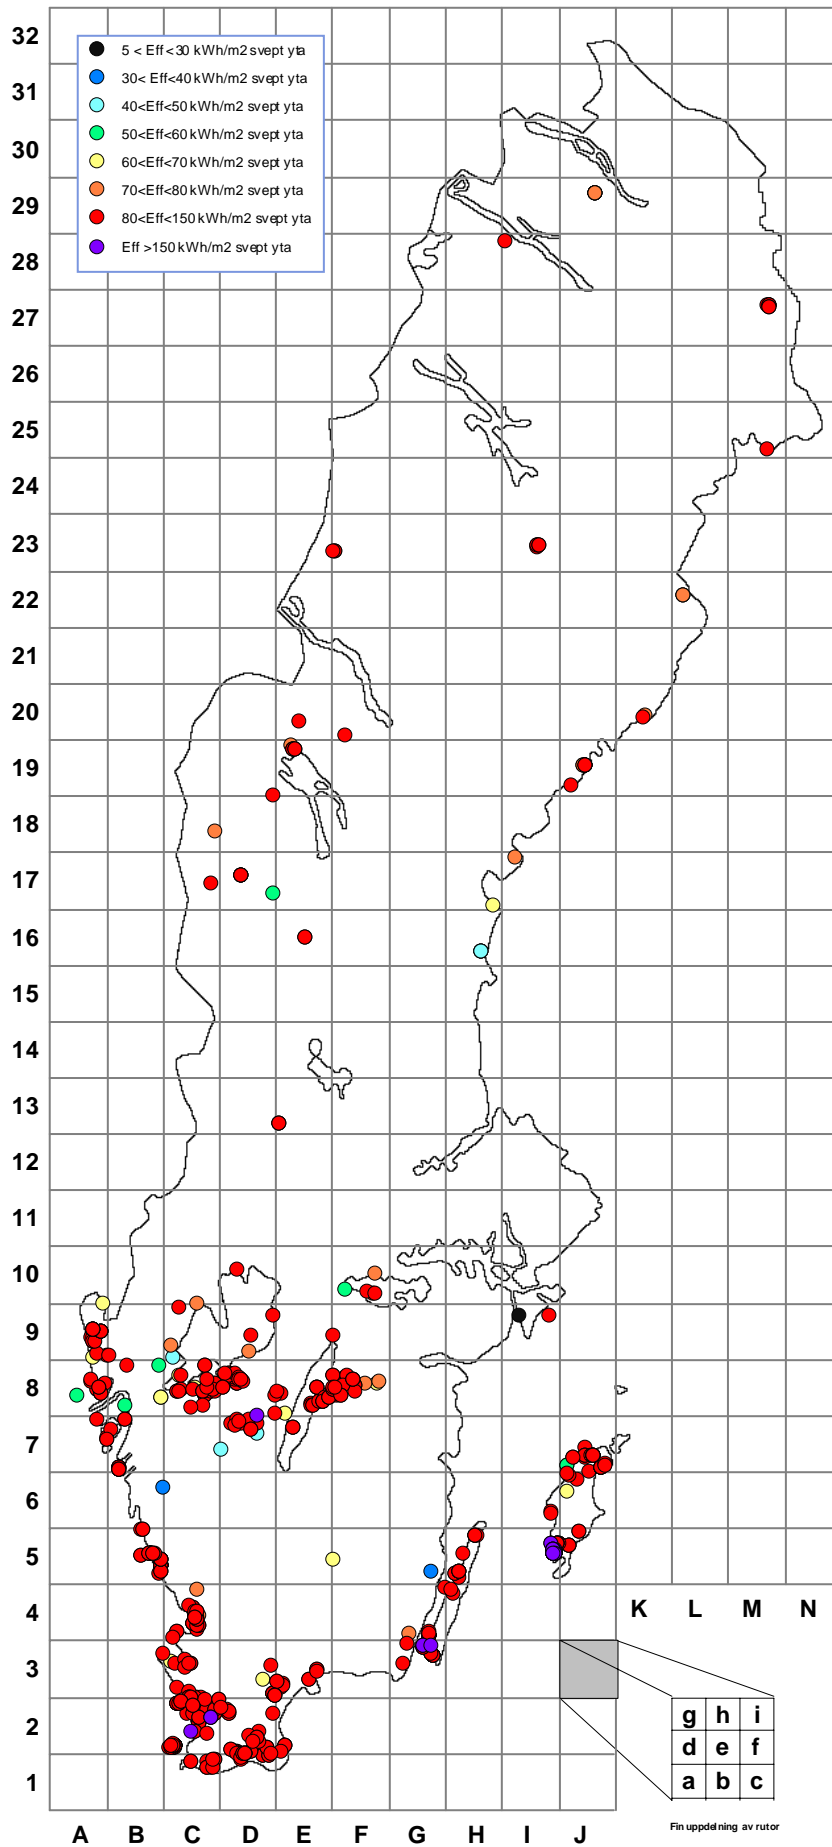 32
5 < Eff<30 kWh/m2 svept yta
30< Eff<40 kWh/m2 svept yta
31
40<Eff<50 kWh/m2 svept yta
50<Eff<60 kWh/m2 svept yta
30
60<Eff<70 kWh/m2 svept yta
70<Eff<80 kWh/m2 svept yta
29
80<Eff<150 kWh/m2 svept yta
Eff >150 kWh/m2 svept yta
28
27
26
25
24
23
22
21
20
19
18
17
16
15
14
13
12
11
10
9
8
7
6
5
4
K L M N
3
g h i
2
d e f
a b c
1
Fin uppdelning av rutor
A B C D E F G H I J